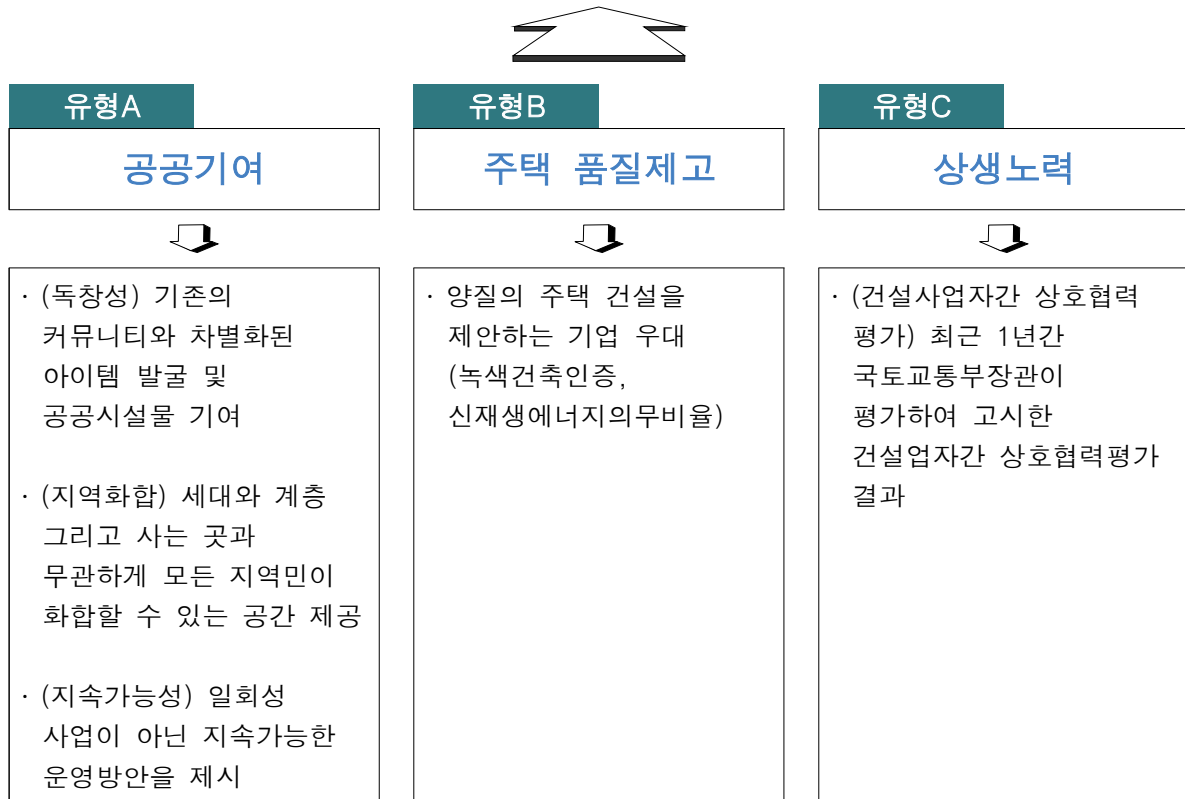 유형A
공공기여
· (독창성) 기존의
커뮤니티와 차별화된
아이템 발굴 및
공공시설물 기여
· (지역화합) 세대와 계층
그리고 사는 곳과
무관하게 모든 지역민이
화합할 수 있는 공간 제공
· (지속가능성) 일회성
사업이 아닌 지속가능한
운영방안을 제시
유형B
주택 품질제고
· 양질의 주택 건설을
제안하는 기업 우대
(녹색건축인증,
신재생에너지의무비율)
유형C
상생노력
· (건설사업자간 상호협력
평가) 최근 1년간
국토교통부장관이
평가하여 고시한
건설업자간 상호협력평가
결과